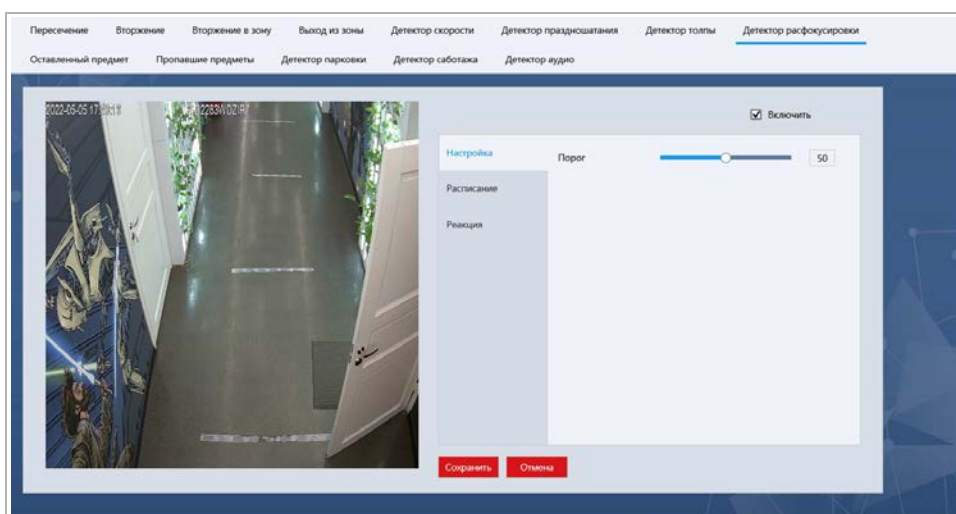 Пересечение Вторжение Вторжение в зону Выход из зоны Детектор скорости Детектор праздношатания Детектор толпы Детектор расфокусировки
Оставленный предмет Пропавшие предметы Детектор парковки Детектор саботажа Детектор аудио
2022-05-05 17
Включить
Настройка Порог 50
Расписание
Реакция
Сохранить Отмена